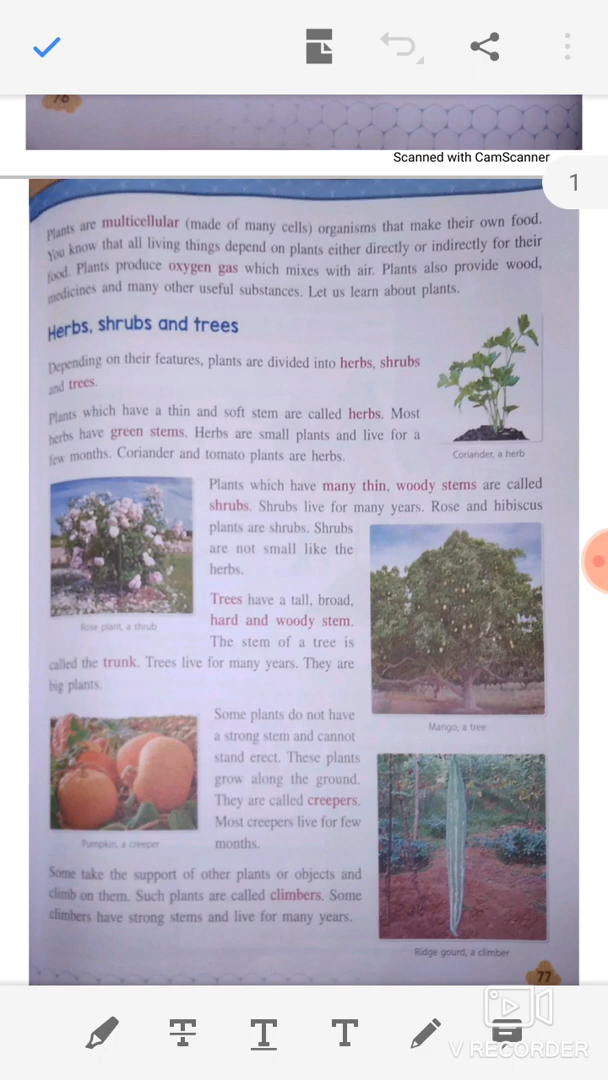 76
Scanned with CamScanner
1
Plants are multicellular (made of many cells) organisms that make their own food.
You know that all living things depend on plants either directly or indirectly for their
food. Plants produce oxygen gas which mixes with air. Plants also provide wood,
medicines and many other useful substances. Let us learn about plants.
Herbs, shrubs and trees
Depending on their features, plants are divided into herbs, shrubs
and trees.
Plants which have a thin and soft stem are called herbs. Most
herbs have green stems. Herbs are small plants and live for a
few months. Coriander and tomato plants are herbs.
Coriander, a herb
Plants which have many thin, woody stems are called
shrubs. Shrubs live for many years. Rose and hibiscus
plants are shrubs. Shrubs
are not small like the
herbs.
Rose plant, a shrub
Trees have a tall, broad,
hard and woody stem.
The stem of a tree is
called the trunk. Trees live for many years. They are
big plants.
Mango, a tree
Some plants do not have
a strong stem and cannot
stand erect. These plants
grow along the ground.
They are called creepers.
Most creepers live for few
months.
Pumpkin, a creeper
Some take the support of other plants or objects and
climb on them. Such plants are called climbers. Some
climbers have strong stems and live for many years.
Ridge gourd, a climber
77
T
T
T
V RECORDER